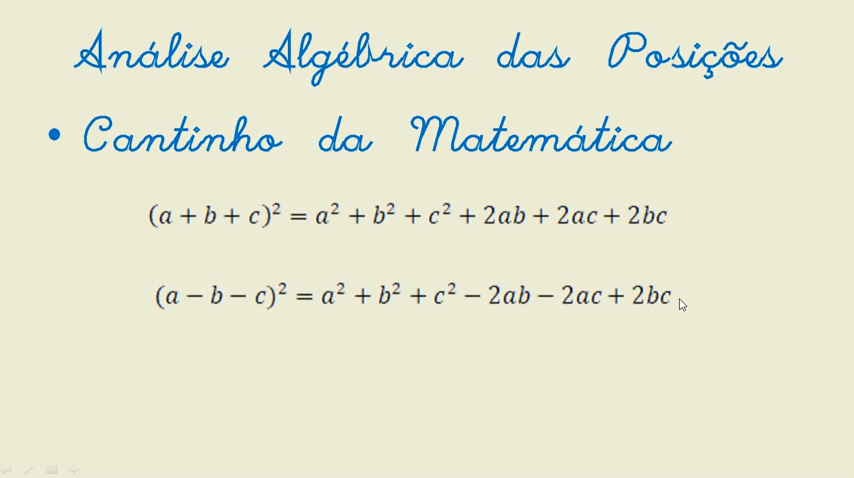 Análise Algébrica das Posições
• Cantinho da Matemática
(a + b + c)² = a² + b² + c² + 2ab + 2ac + 2bc
(a − b − c)² = a² + b² + c² − 2ab − 2ac + 2bc